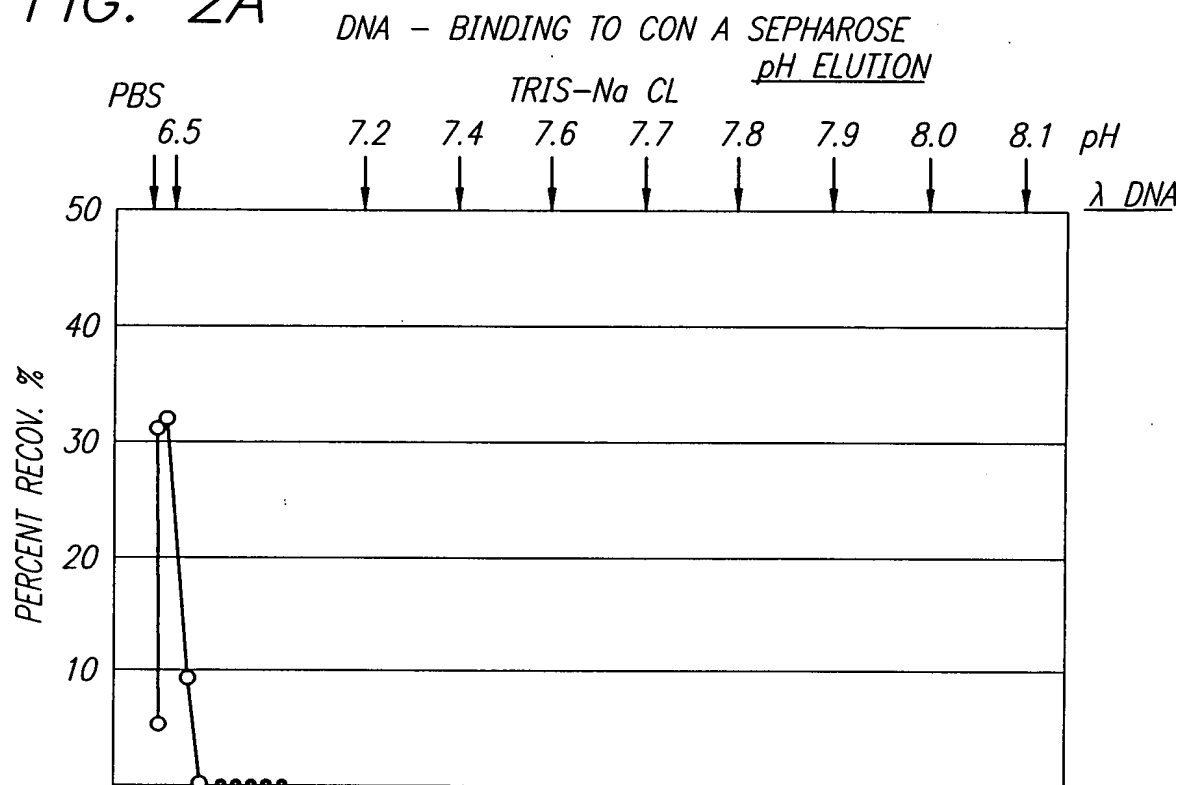 FIG. 2A
DNA - BINDING TO CON A SEPHAROSE
pH ELUTION
PBS
TRIS-Na CL
6.5 7.2 7.4 7.6 7.7 7.8 7.9 8.0 8.1 pH
λ DNA
50
40
30
20
10
PERCENT RECOV. %